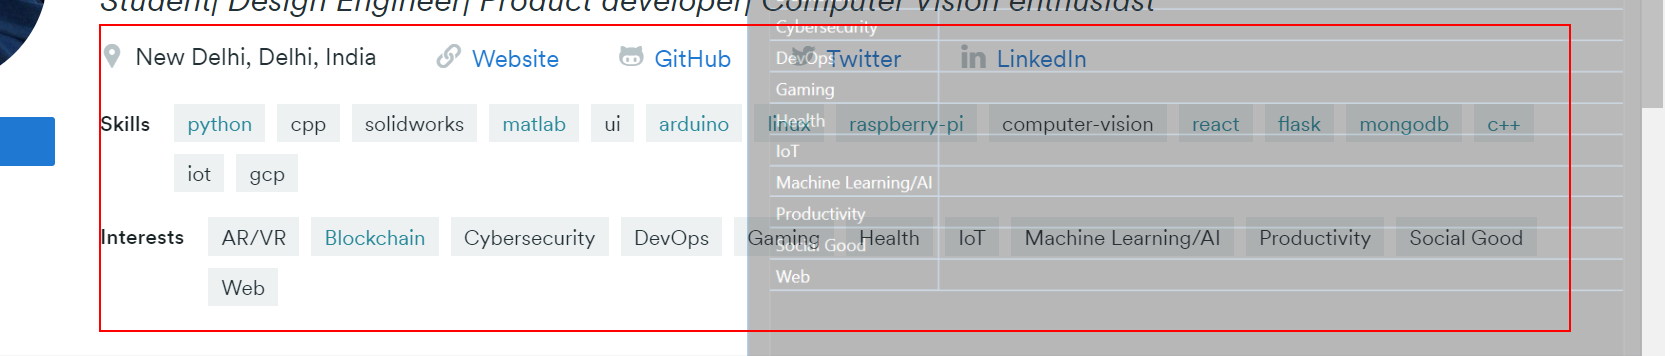 Student| Design Engineer| Product developer| Computer Vision enthusiast
New Delhi, Delhi, India Website GitHub Twitter LinkedIn
Skills python cpp solidworks matlab ui arduino linux raspberry-pi computer-vision react flask mongodb c++
iot gcp
Interests AR/VR Blockchain Cybersecurity DevOps Gaming Health IoT Machine Learning/AI Productivity Social Good
Web
Cybersecurity
DevOps
Gaming
Health
IoT
Machine Learning/AI
Productivity
Social Good
Web